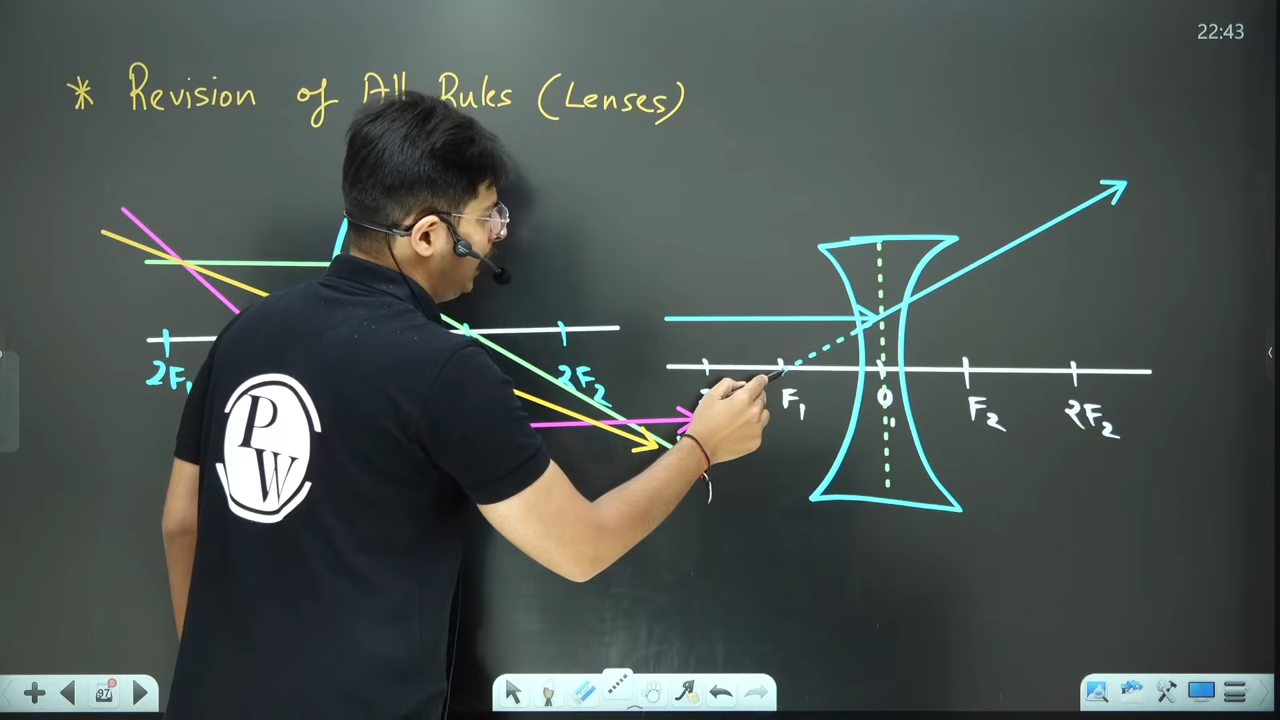 22:43
* Revision of All Rules (Lenses)
2F₁
2F₂
F₁
O
F₂
2F₂
PW
97